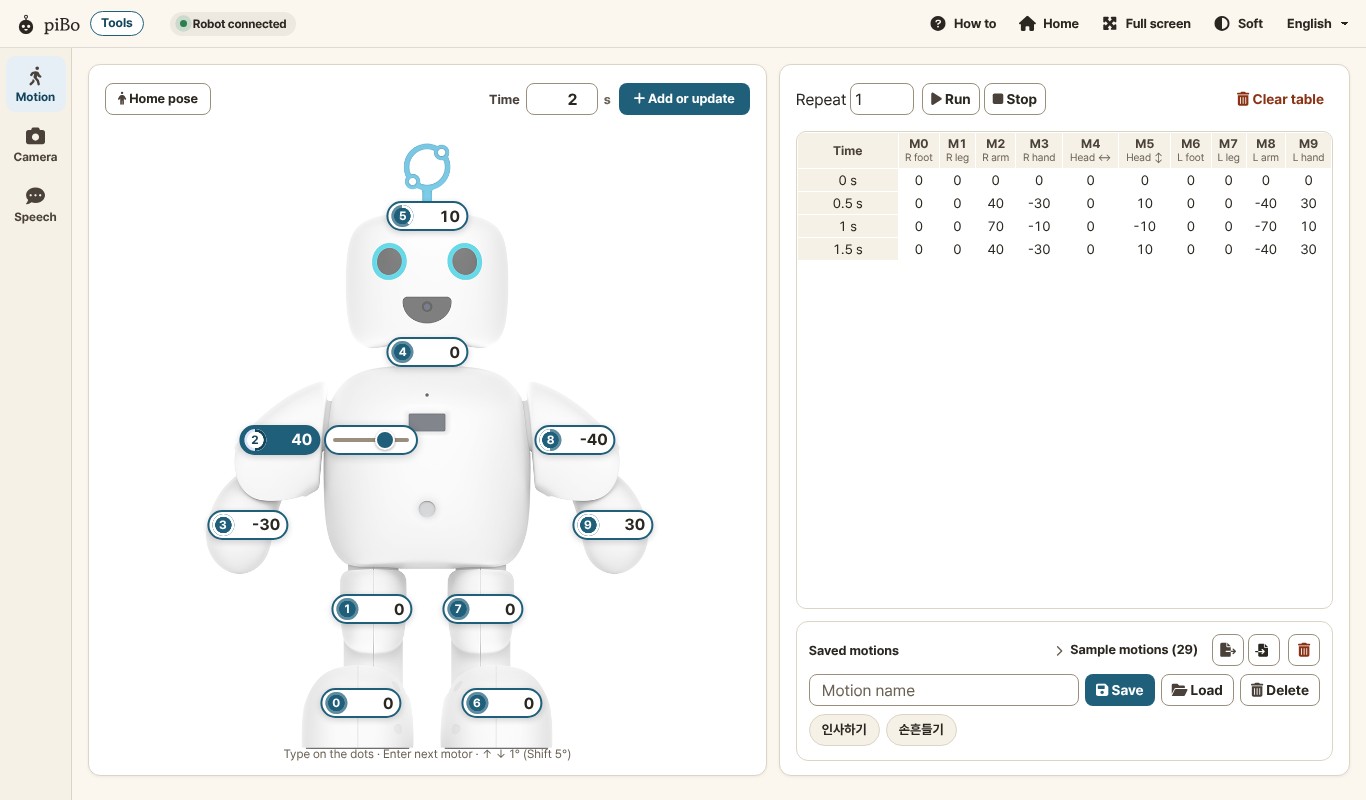 piBo Tools Robot connected How to Home Full screen Soft English
Motion
Camera
Speech
Home pose Time 2 s + Add or update
5 10
4 0
2 40
8 -40
3 -30
9 30
1 0
7 0
0 0
6 0
Type on the dots · Enter next motor · ↑ ↓ 1° (Shift 5°)
Repeat 1 Run Stop Clear table
Time M0 M1 M2 M3 M4 M5 M6 M7 M8 M9
R foot R leg R arm R hand Head ↔ Head ↕ L foot L leg L arm L hand
0 s 0 0 0 0 0 0 0 0 0 0
0.5 s 0 0 40 -30 0 10 0 0 -40 30
1 s 0 0 70 -10 0 -10 0 0 -70 10
1.5 s 0 0 40 -30 0 10 0 0 -40 30
Saved motions Sample motions (29)
Motion name Save Load Delete
인사하기 손흔들기